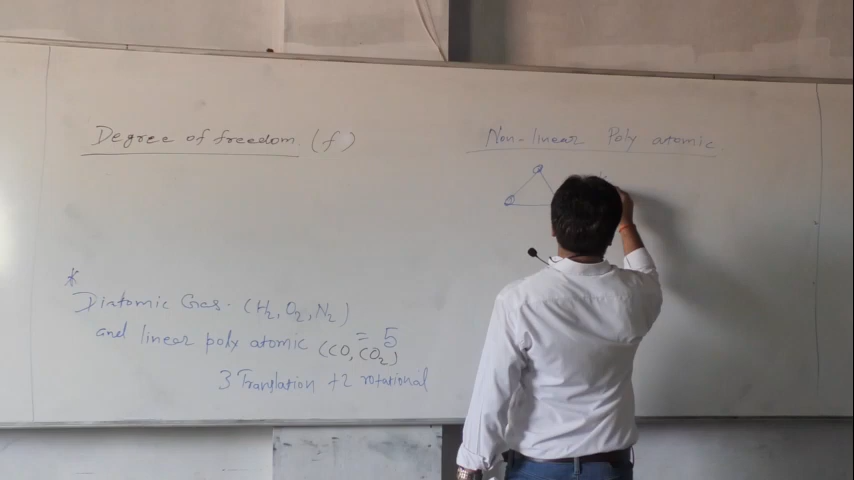 Degree of freedom. (f)
Non-linear Poly atomic
*
Diatomic Gas. (H2, O2, N2)
and linear poly atomic (CO, CO2) = 5
3 Translation +2 rotational